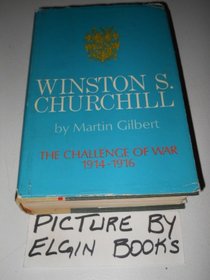 WINSTON S.
CHURCHILL
by Martin Gilbert
THE CHALLENGE OF WAR
1914-1916
PICTURE BY
ELGIN BOOKS